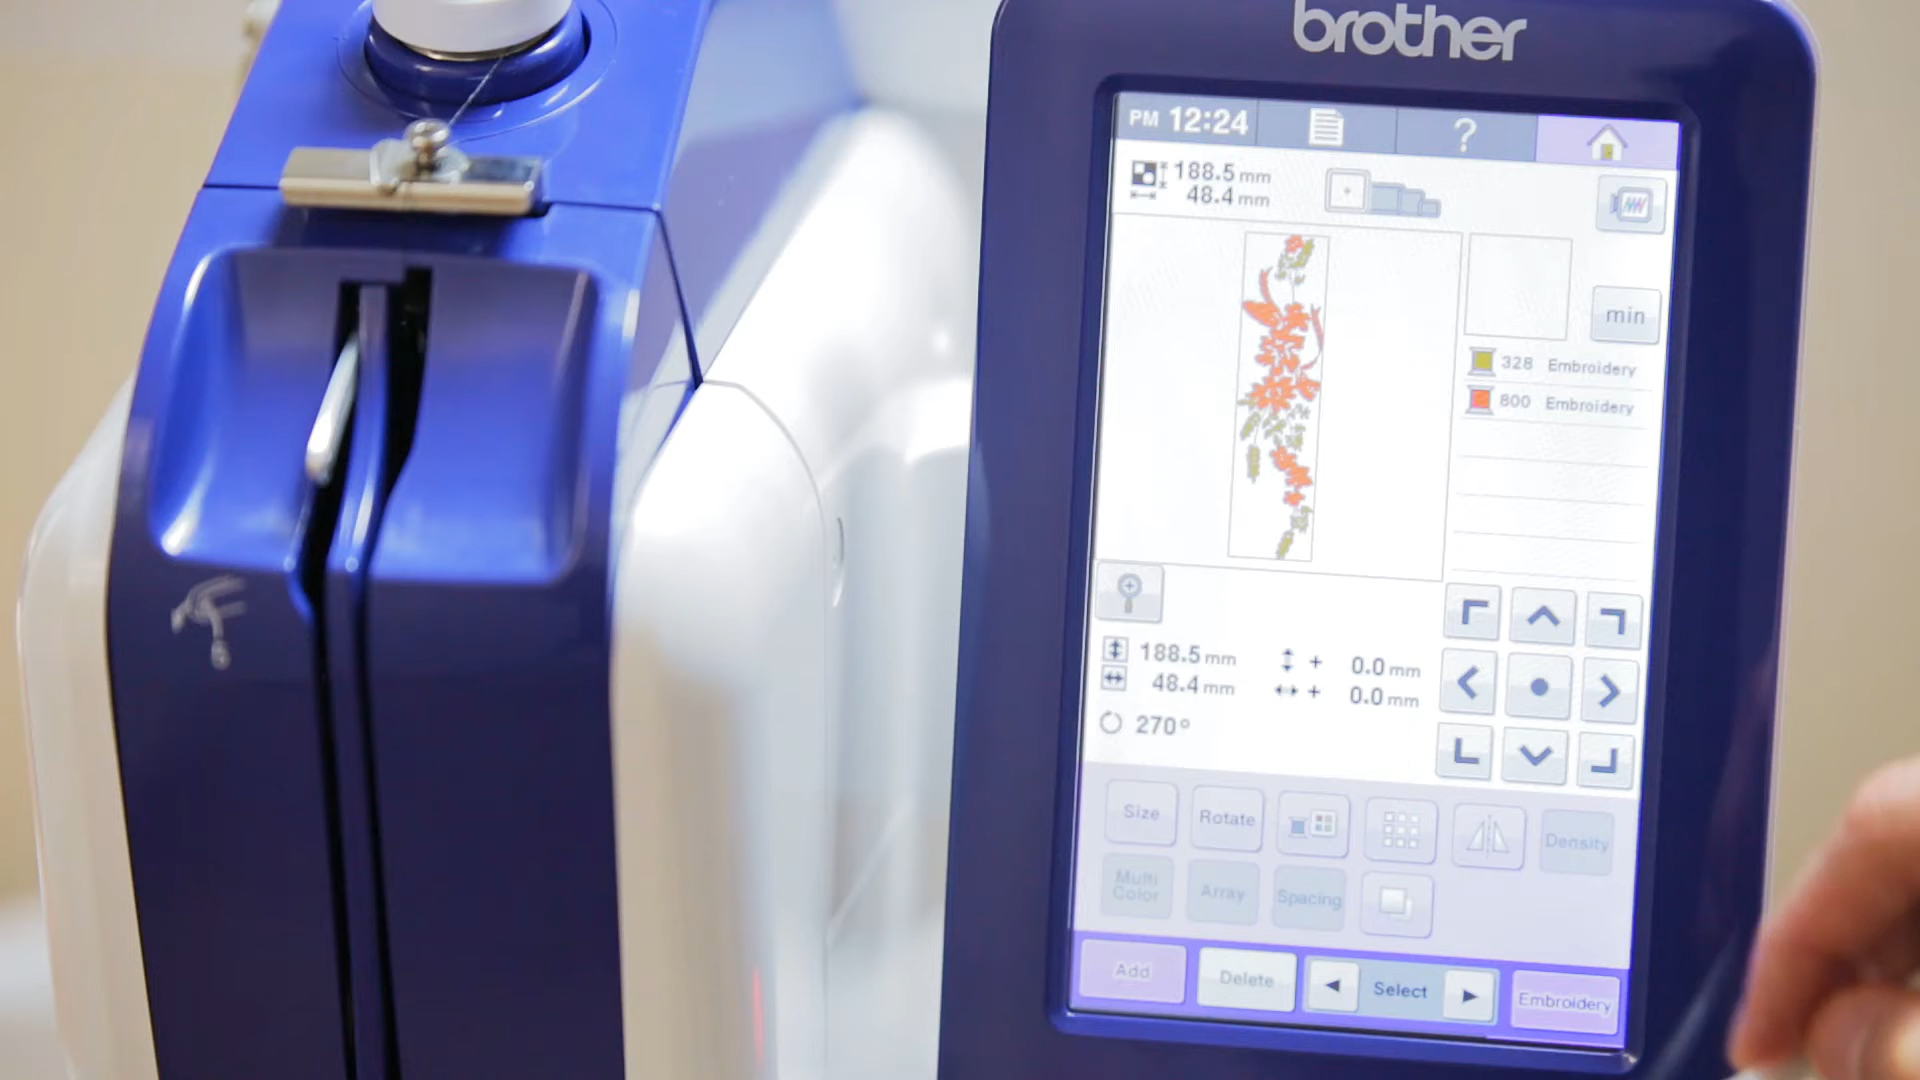 brother
PM 12:24
?
188.5 mm
48.4 mm
min
328 Embroidery
800 Embroidery
188.5 mm
+ 0.0 mm
48.4 mm
+ 0.0 mm
270°
Size
Rotate
Density
Multi
Color
Array
Spacing
Add
Delete
Select
Embroidery